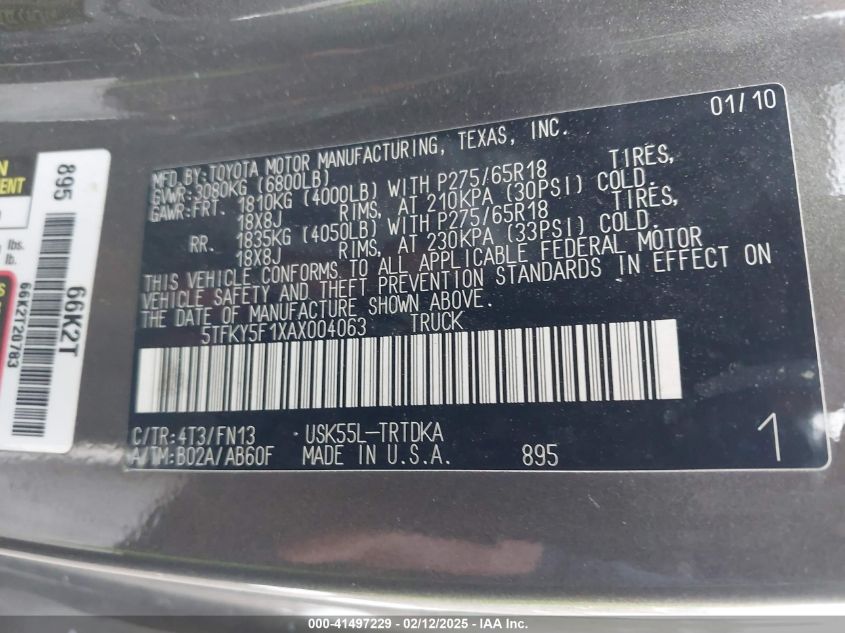 01/10
MFD. BY: TOYOTA MOTOR MANUFACTURING, TEXAS, INC.
GVWR: 3080KG (6800LB)
GAWR: FRT. 1810KG (4000LB) WITH P275/65R18 TIRES,
18X8J RIMS, AT 210KPA (30PSI) COLD.
RR. 1835KG (4050LB) WITH P275/65R18 TIRES,
18X8J RIMS, AT 230KPA (33PSI) COLD.
THIS VEHICLE CONFORMS TO ALL APPLICABLE FEDERAL MOTOR
VEHICLE SAFETY AND THEFT PREVENTION STANDARDS IN EFFECT ON
THE DATE OF MANUFACTURE SHOWN ABOVE.
5TFKY5F1XAX004063 TRUCK
C/TR: 4T3/FN13 USK55L-TRTDKA
A/TM: B02A/AB60F MADE IN U.S.A. 895
1
895
66K2T
66K2T20783
lbs.
lb.
000-41497229 - 02/12/2025 - IAA Inc.